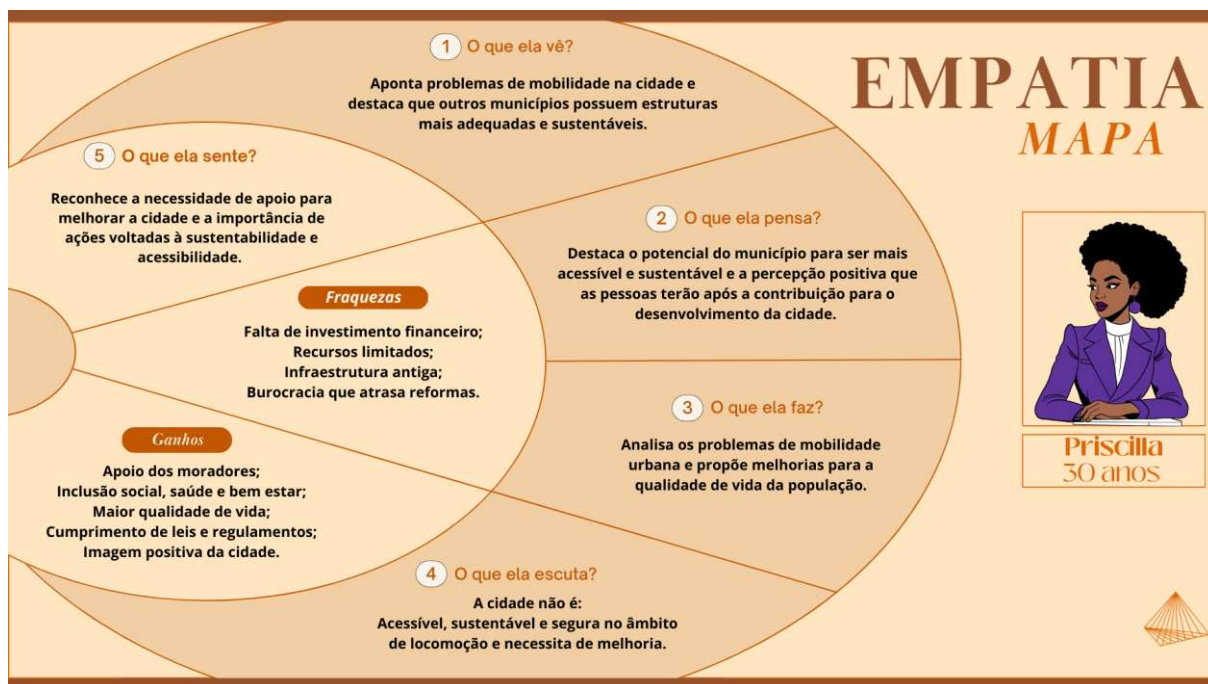 EMPATIA
MAPA
1 O que ela vê?
Aponta problemas de mobilidade na cidade e
destaca que outros municípios possuem estruturas
mais adequadas e sustentáveis.
2 O que ela pensa?
Destaca o potencial do município para ser mais
acessível e sustentável e a percepção positiva que
as pessoas terão após a contribuição para o
desenvolvimento da cidade.
3 O que ela faz?
Analisa os problemas de mobilidade
urbana e propõe melhorias para a
qualidade de vida da população.
4 O que ela escuta?
A cidade não é:
Acessível, sustentável e segura no âmbito
de locomoção e necessita de melhoria.
5 O que ela sente?
Reconhece a necessidade de apoio para
melhorar a cidade e a importância de
ações voltadas à sustentabilidade e
acessibilidade.
Fraquezas
Falta de investimento financeiro;
Recursos limitados;
Infraestrutura antiga;
Burocracia que atrasa reformas.
Ganhos
Apoio dos moradores;
Inclusão social, saúde e bem estar;
Maior qualidade de vida;
Cumprimento de leis e regulamentos;
Imagem positiva da cidade.
Priscilla
30 anos